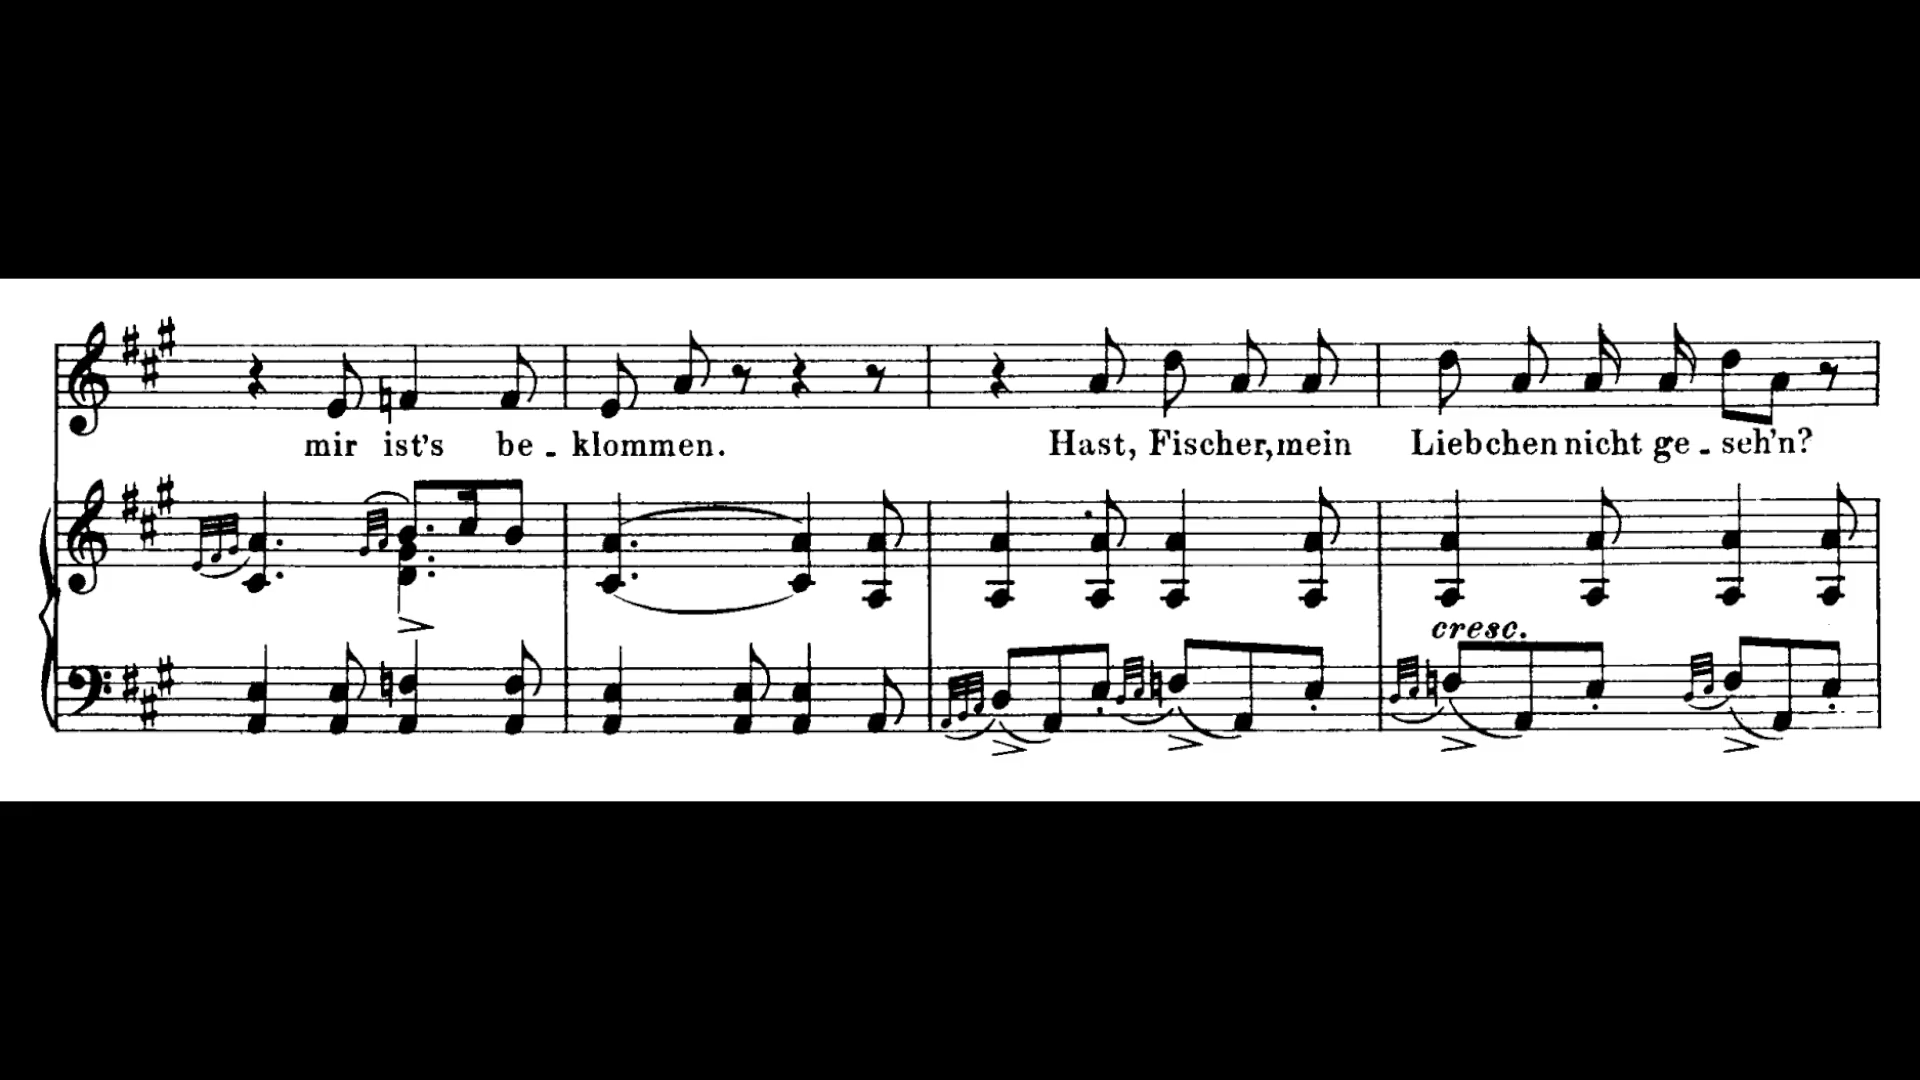 mir ist's be - klommen. Hast, Fischer, mein Liebchen nicht ge - seh'n?
cresc.